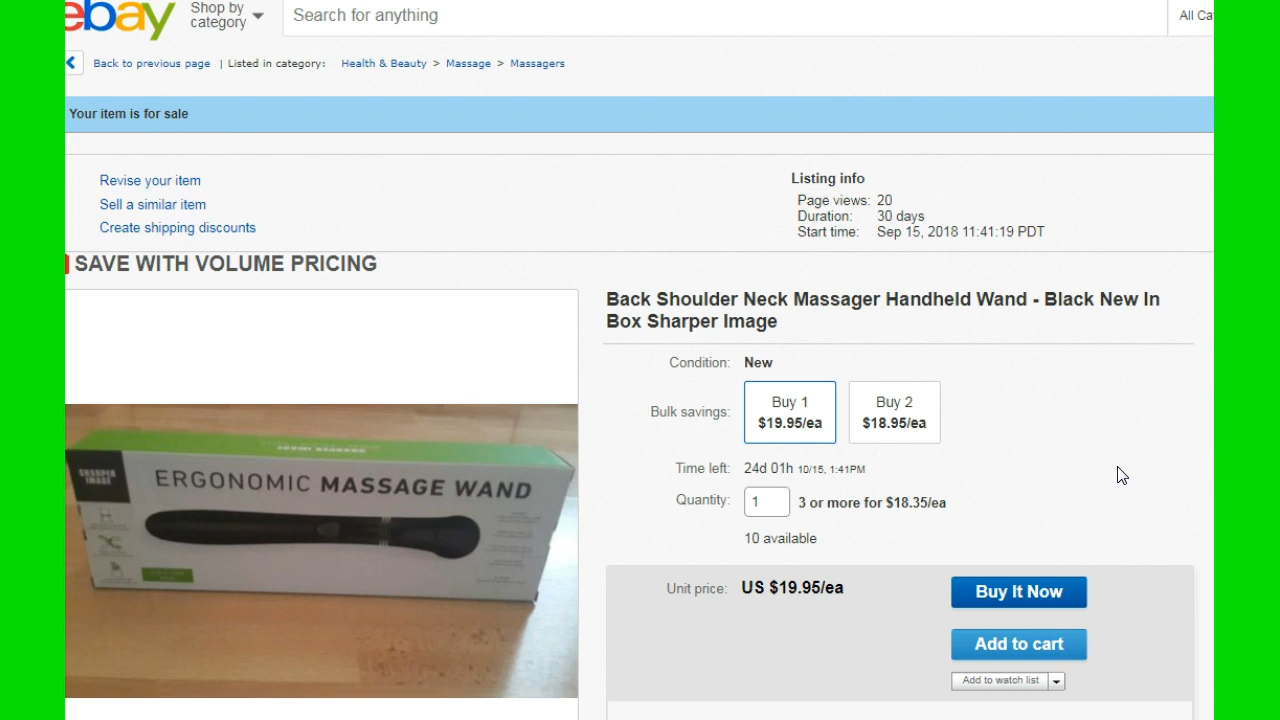 ebay
Shop by
category
Search for anything
All Ca
Back to previous page | Listed in category: Health & Beauty > Massage > Massagers
Your item is for sale
Revise your item
Sell a similar item
Create shipping discounts
Listing info
Page views: 20
Duration: 30 days
Start time: Sep 15, 2018 11:41:19 PDT
SAVE WITH VOLUME PRICING
SHARPER
IMAGE
ERGONOMIC MASSAGE WAND
Back Shoulder Neck Massager Handheld Wand - Black New In
Box Sharper Image
Condition: New
Bulk savings:
Buy 1
$19.95/ea
Buy 2
$18.95/ea
Time left: 24d 01h 10/15, 1:41PM
Quantity: 1 3 or more for $18.35/ea
10 available
Unit price: US $19.95/ea
Buy It Now
Add to cart
Add to watch list